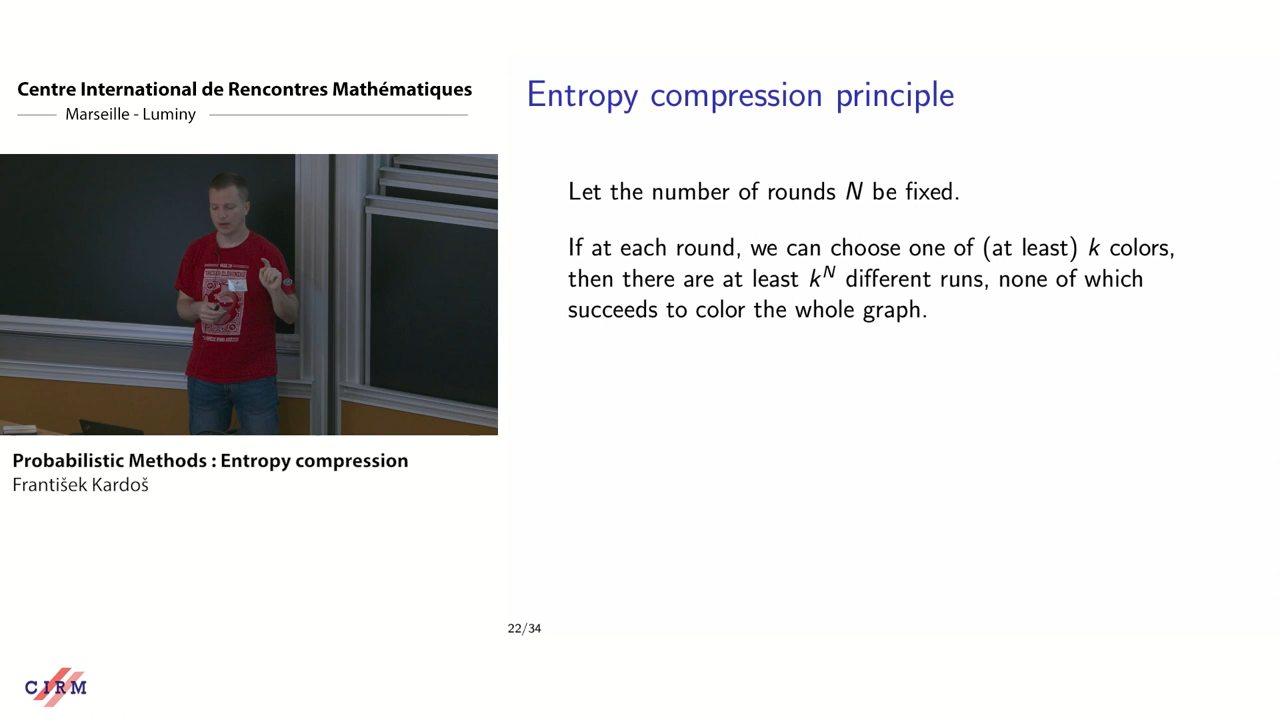 Centre International de Rencontres Mathématiques
Marseille - Luminy
Entropy compression principle
Let the number of rounds N be fixed.
If at each round, we can choose one of (at least) k colors,
then there are at least k^N different runs, none of which
succeeds to color the whole graph.
Probabilistic Methods : Entropy compression
František Kardoš
22/34
CIRM